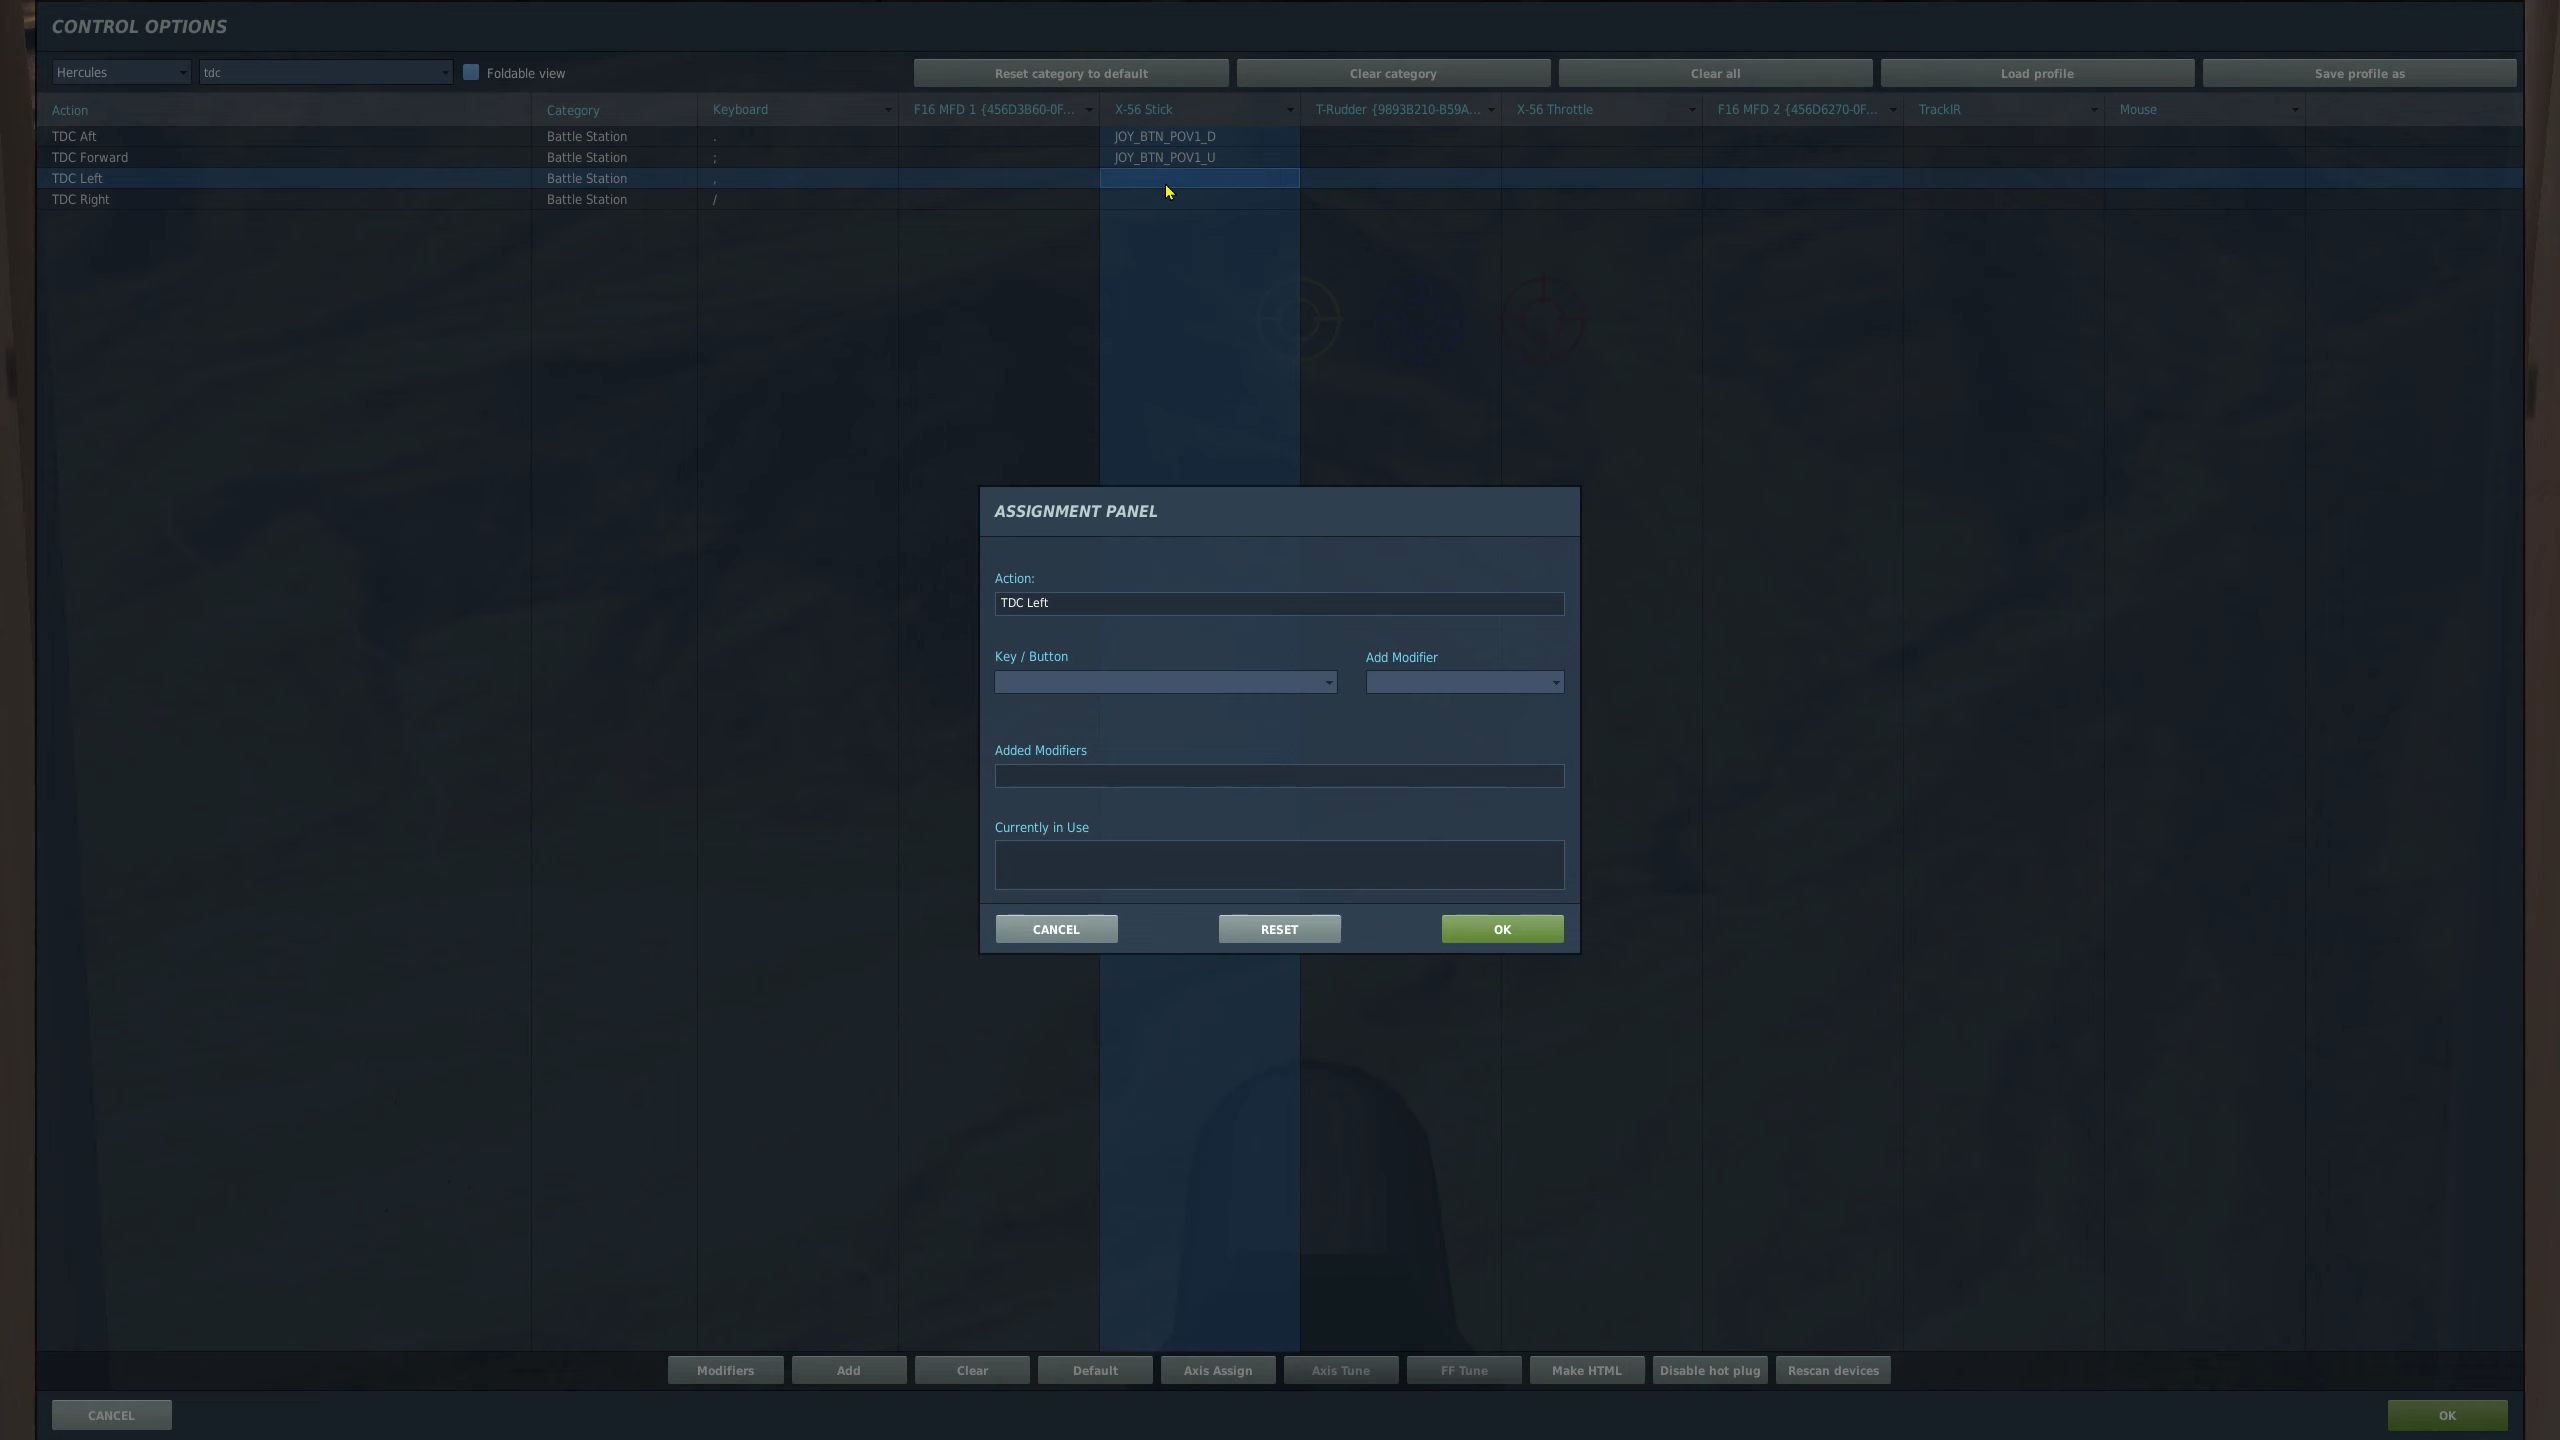 CONTROL OPTIONS
Hercules tdc Foldable view Reset category to default Clear category Clear all Load profile Save profile as
Action Category Keyboard F16 MFD 1 {456D3B60-0F... X-56 Stick T-Rudder {9893B210-B59A... X-56 Throttle F16 MFD 2 {456D6270-0F... TrackIR Mouse
TDC Aft Battle Station . JOY_BTN_POV1_D
TDC Forward Battle Station ; JOY_BTN_POV1_U
TDC Left Battle Station ,
TDC Right Battle Station /
ASSIGNMENT PANEL
Action:
TDC Left
Key / Button Add Modifier
Added Modifiers
Currently in Use
CANCEL RESET OK
Modifiers Add Clear Default Axis Assign Axis Tune FF Tune Make HTML Disable hot plug Rescan devices
CANCEL OK